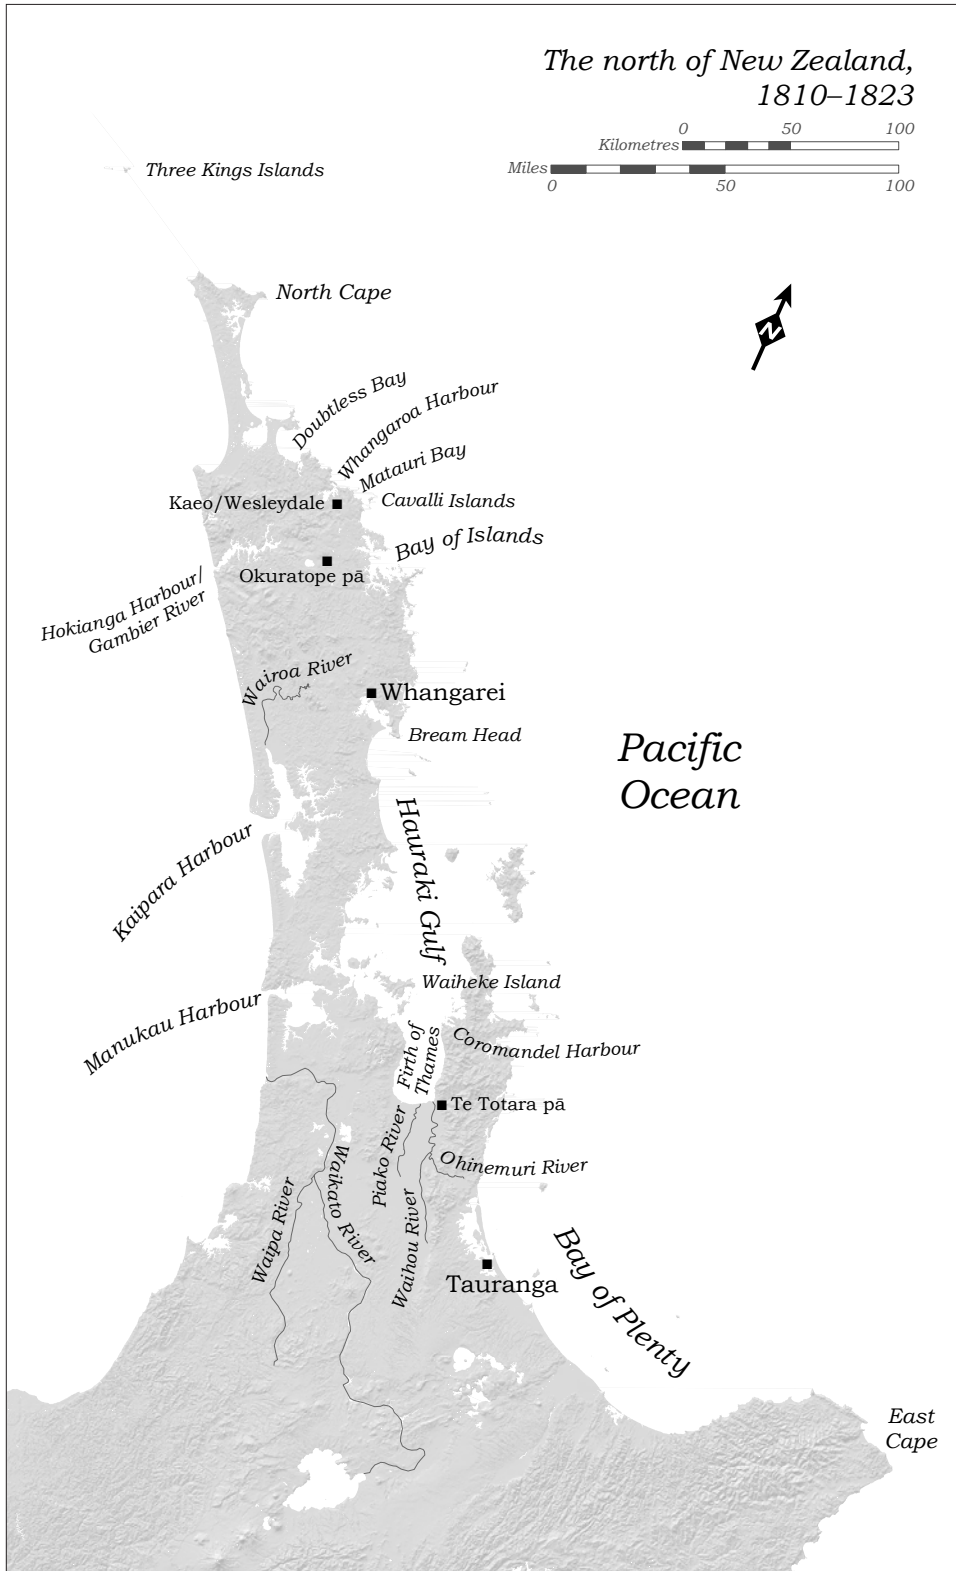 The north of New Zealand,
1810–1823
0 50 100
Kilometres
Miles
0 50 100
Three Kings Islands
North Cape
N
Doubtless Bay
Whangaroa Harbour
Matauri Bay
Kaeo/Wesleydale
Cavalli Islands
Bay of Islands
Okuratope pā
Hokianga Harbour/
Gambier River
Wairoa River
Whangarei
Bream Head
Pacific
Ocean
Hauraki Gulf
Kaipara Harbour
Waiheke Island
Manukau Harbour
Coromandel Harbour
Firth of
Thames
Te Totara pā
Piako River
Ohinemuri River
Waikato River
Waipa River
Waihou River
Tauranga
Bay of Plenty
East
Cape